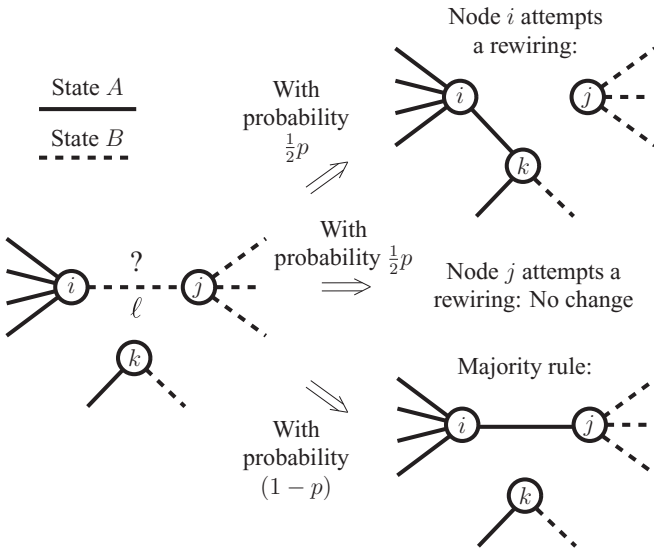 Node i attempts
a rewiring:
State A
State B
With
probability
½p
i
j
k
With
probability ½p
?
i
ℓ
j
k
Node j attempts a
rewiring: No change
With
probability
(1 − p)
Majority rule:
i
j
k